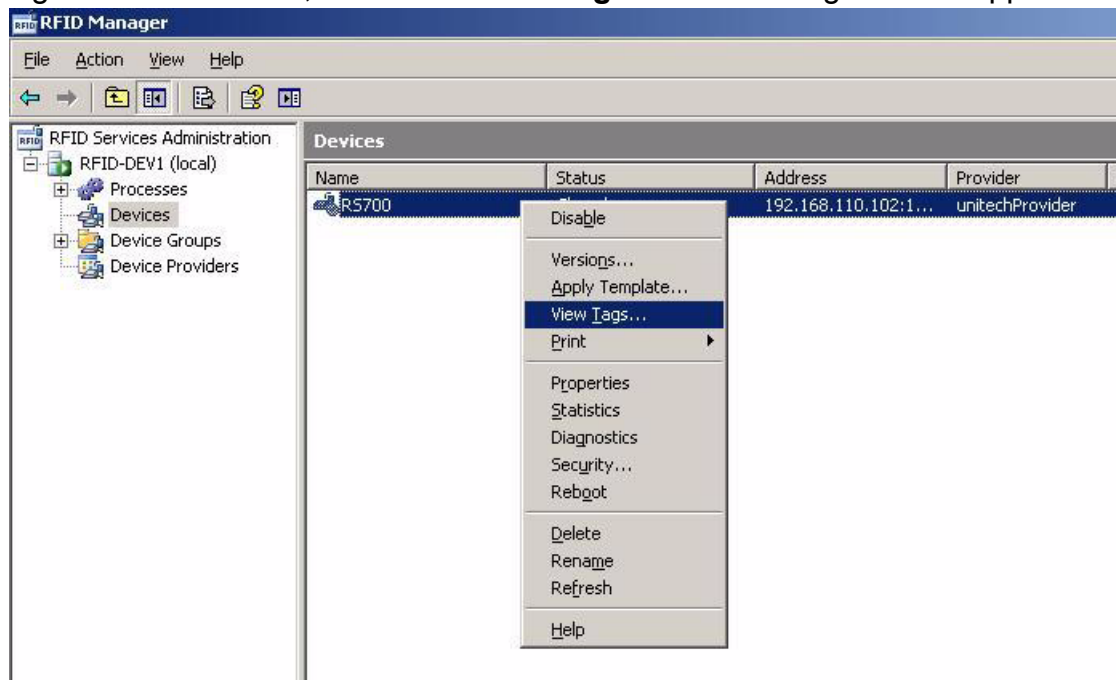 RFID Manager
File Action View Help
RFID Services Administration
RFID-DEV1 (local)
Processes
Devices
Device Groups
Device Providers
Devices
Name Status Address Provider
RS700 192.168.110.102:1... unitechProvider
Disable
Versions...
Apply Template...
View Tags...
Print
Properties
Statistics
Diagnostics
Security...
Reboot
Delete
Rename
Refresh
Help